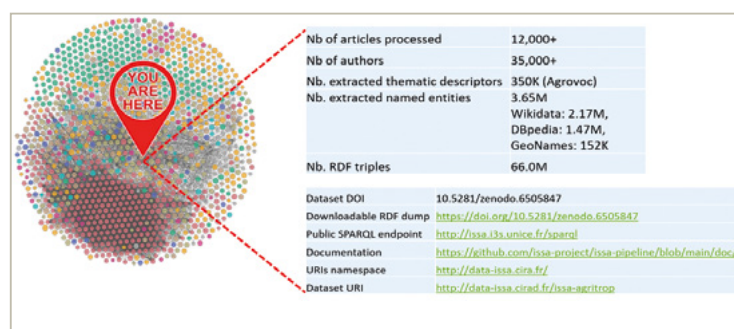 YOU
ARE
HERE
Nb of articles processed 12,000+
Nb of authors 35,000+
Nb. extracted thematic descriptors 350K (Agrovoc)
Nb. extracted named entities 3.65M
Wikidata: 2.17M,
DBpedia: 1.47M,
GeoNames: 152K
Nb. RDF triples 66.0M
Dataset DOI 10.5281/zenodo.6505847
Downloadable RDF dump https://doi.org/10.5281/zenodo.6505847
Public SPARQL endpoint http://issa.i3s.unice.fr/sparql
Documentation https://github.com/issa-project/issa-pipeline/blob/main/doc/
URIs namespace http://data-issa.cira.fr/
Dataset URI http://data-issa.cirad.fr/issa-agritrop